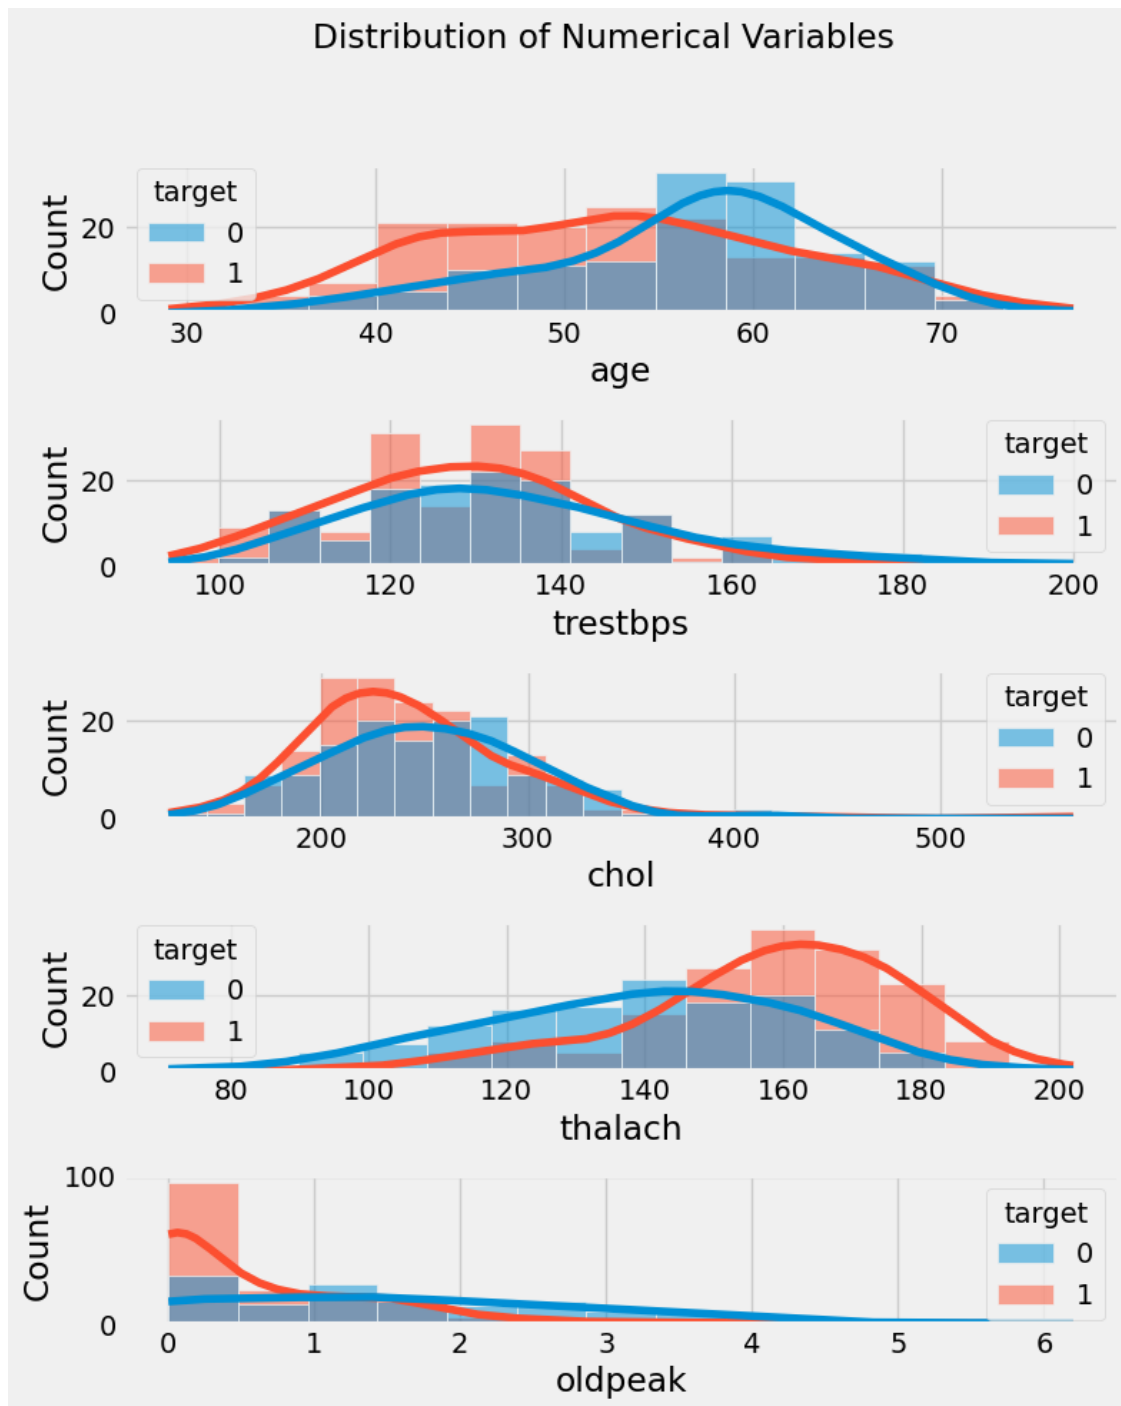 Distribution of Numerical Variables
target
0
1
Count
20
0
30 40 50 60 70
age
target
0
1
Count
20
0
100 120 140 160 180 200
trestbps
target
0
1
Count
20
0
200 300 400 500
chol
target
0
1
Count
20
0
80 100 120 140 160 180 200
thalach
target
0
1
Count
100
50
0
0 1 2 3 4 5 6
oldpeak